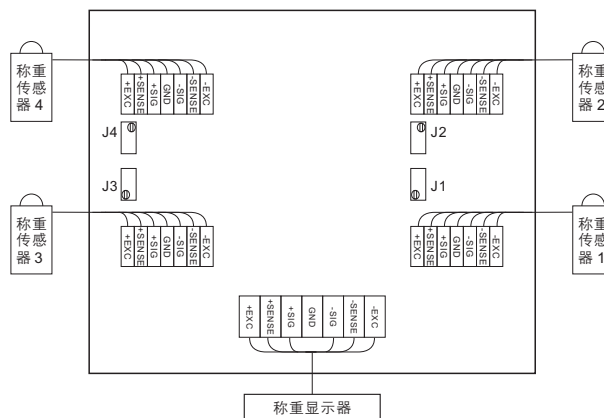 称重
传感
器 4
+EXC
+SENSE
+SIG
GND
-SIG
-SENSE
-EXC
J4
J3
称重
传感
器 3
+EXC
+SENSE
+SIG
GND
-SIG
-SENSE
-EXC
称重
传感
器 2
+EXC
+SENSE
+SIG
GND
-SIG
-SENSE
-EXC
J2
J1
称重
传感
器 1
+EXC
+SENSE
+SIG
GND
-SIG
-SENSE
-EXC
+EXC
+SENSE
+SIG
GND
-SIG
-SENSE
-EXC
称重显示器